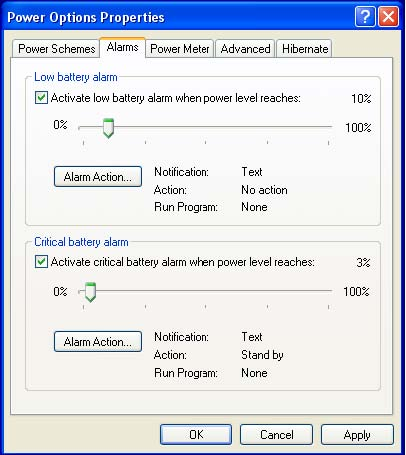 Power Options Properties
Power Schemes Alarms Power Meter Advanced Hibernate
Low battery alarm
Activate low battery alarm when power level reaches: 10%
0% 100%
Alarm Action... Notification: Text
Action: No action
Run Program: None
Critical battery alarm
Activate critical battery alarm when power level reaches: 3%
0% 100%
Alarm Action... Notification: Text
Action: Stand by
Run Program: None
OK Cancel Apply